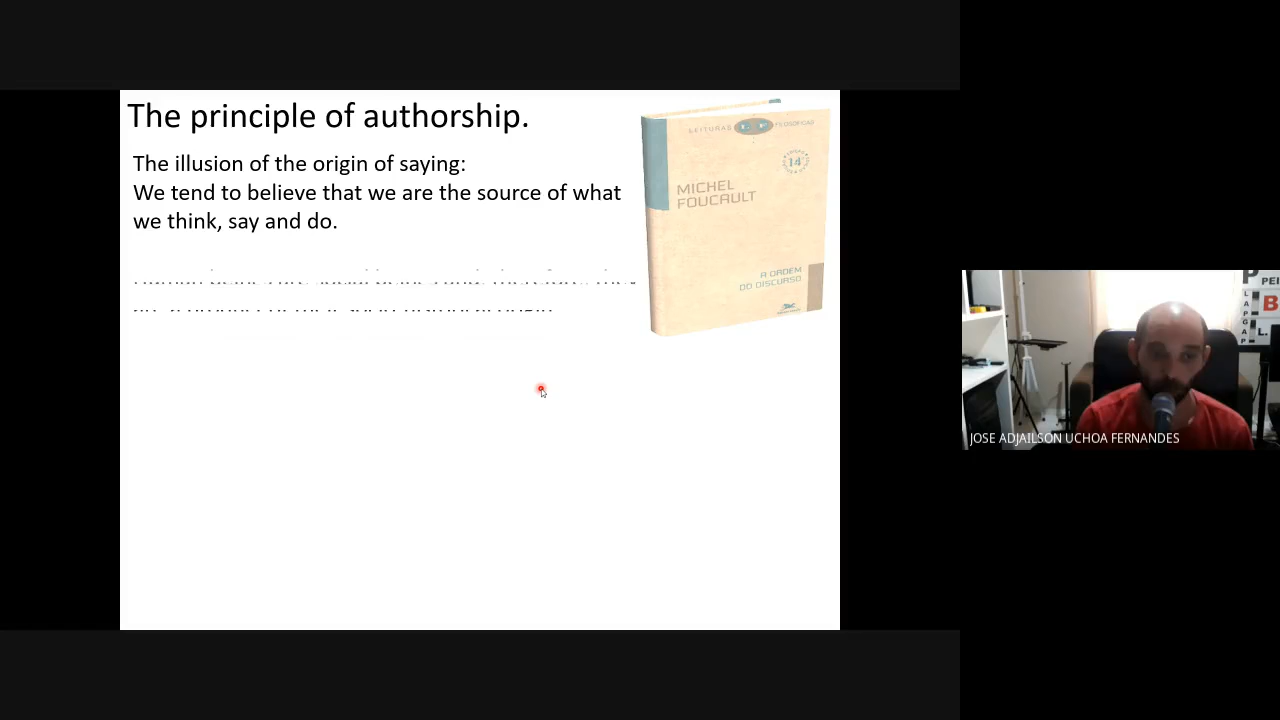 The principle of authorship.
The illusion of the origin of saying:
We tend to believe that we are the source of what
we think, say and do.
LEITURAS FILOSÓFICAS
14ª
MICHEL
FOUCAULT
A ORDEM
DO DISCURSO
JOSE ADJAILSON UCHOA FERNANDES
P
PEI
L
A
P
G
A
P
B
L.